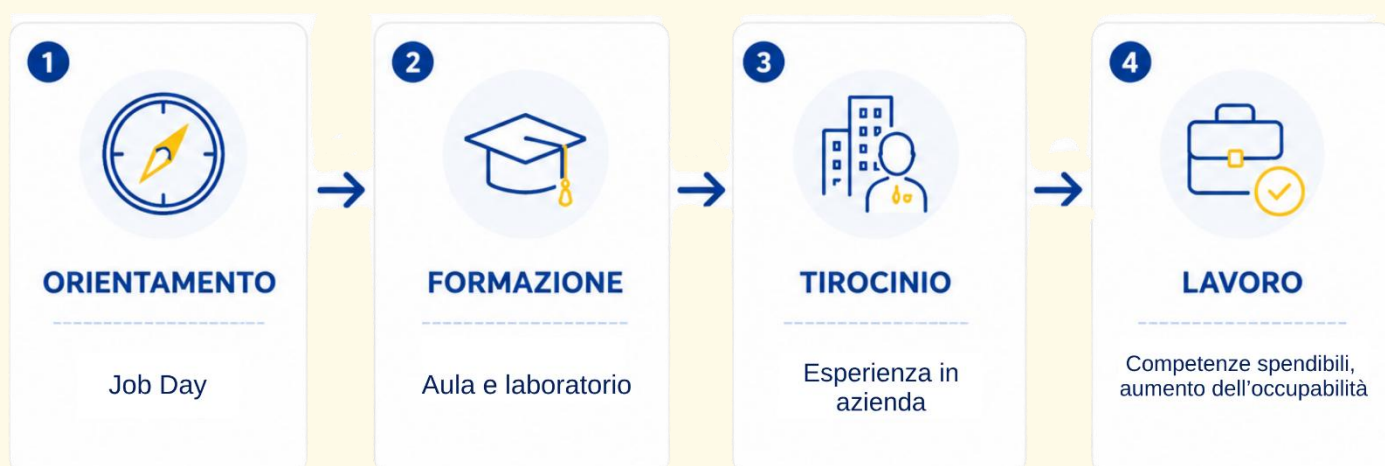 1
ORIENTAMENTO
Job Day
2
FORMAZIONE
Aula e laboratorio
3
TIROCINIO
Esperienza in
azienda
4
LAVORO
Competenze spendibili,
aumento dell’occupabilità